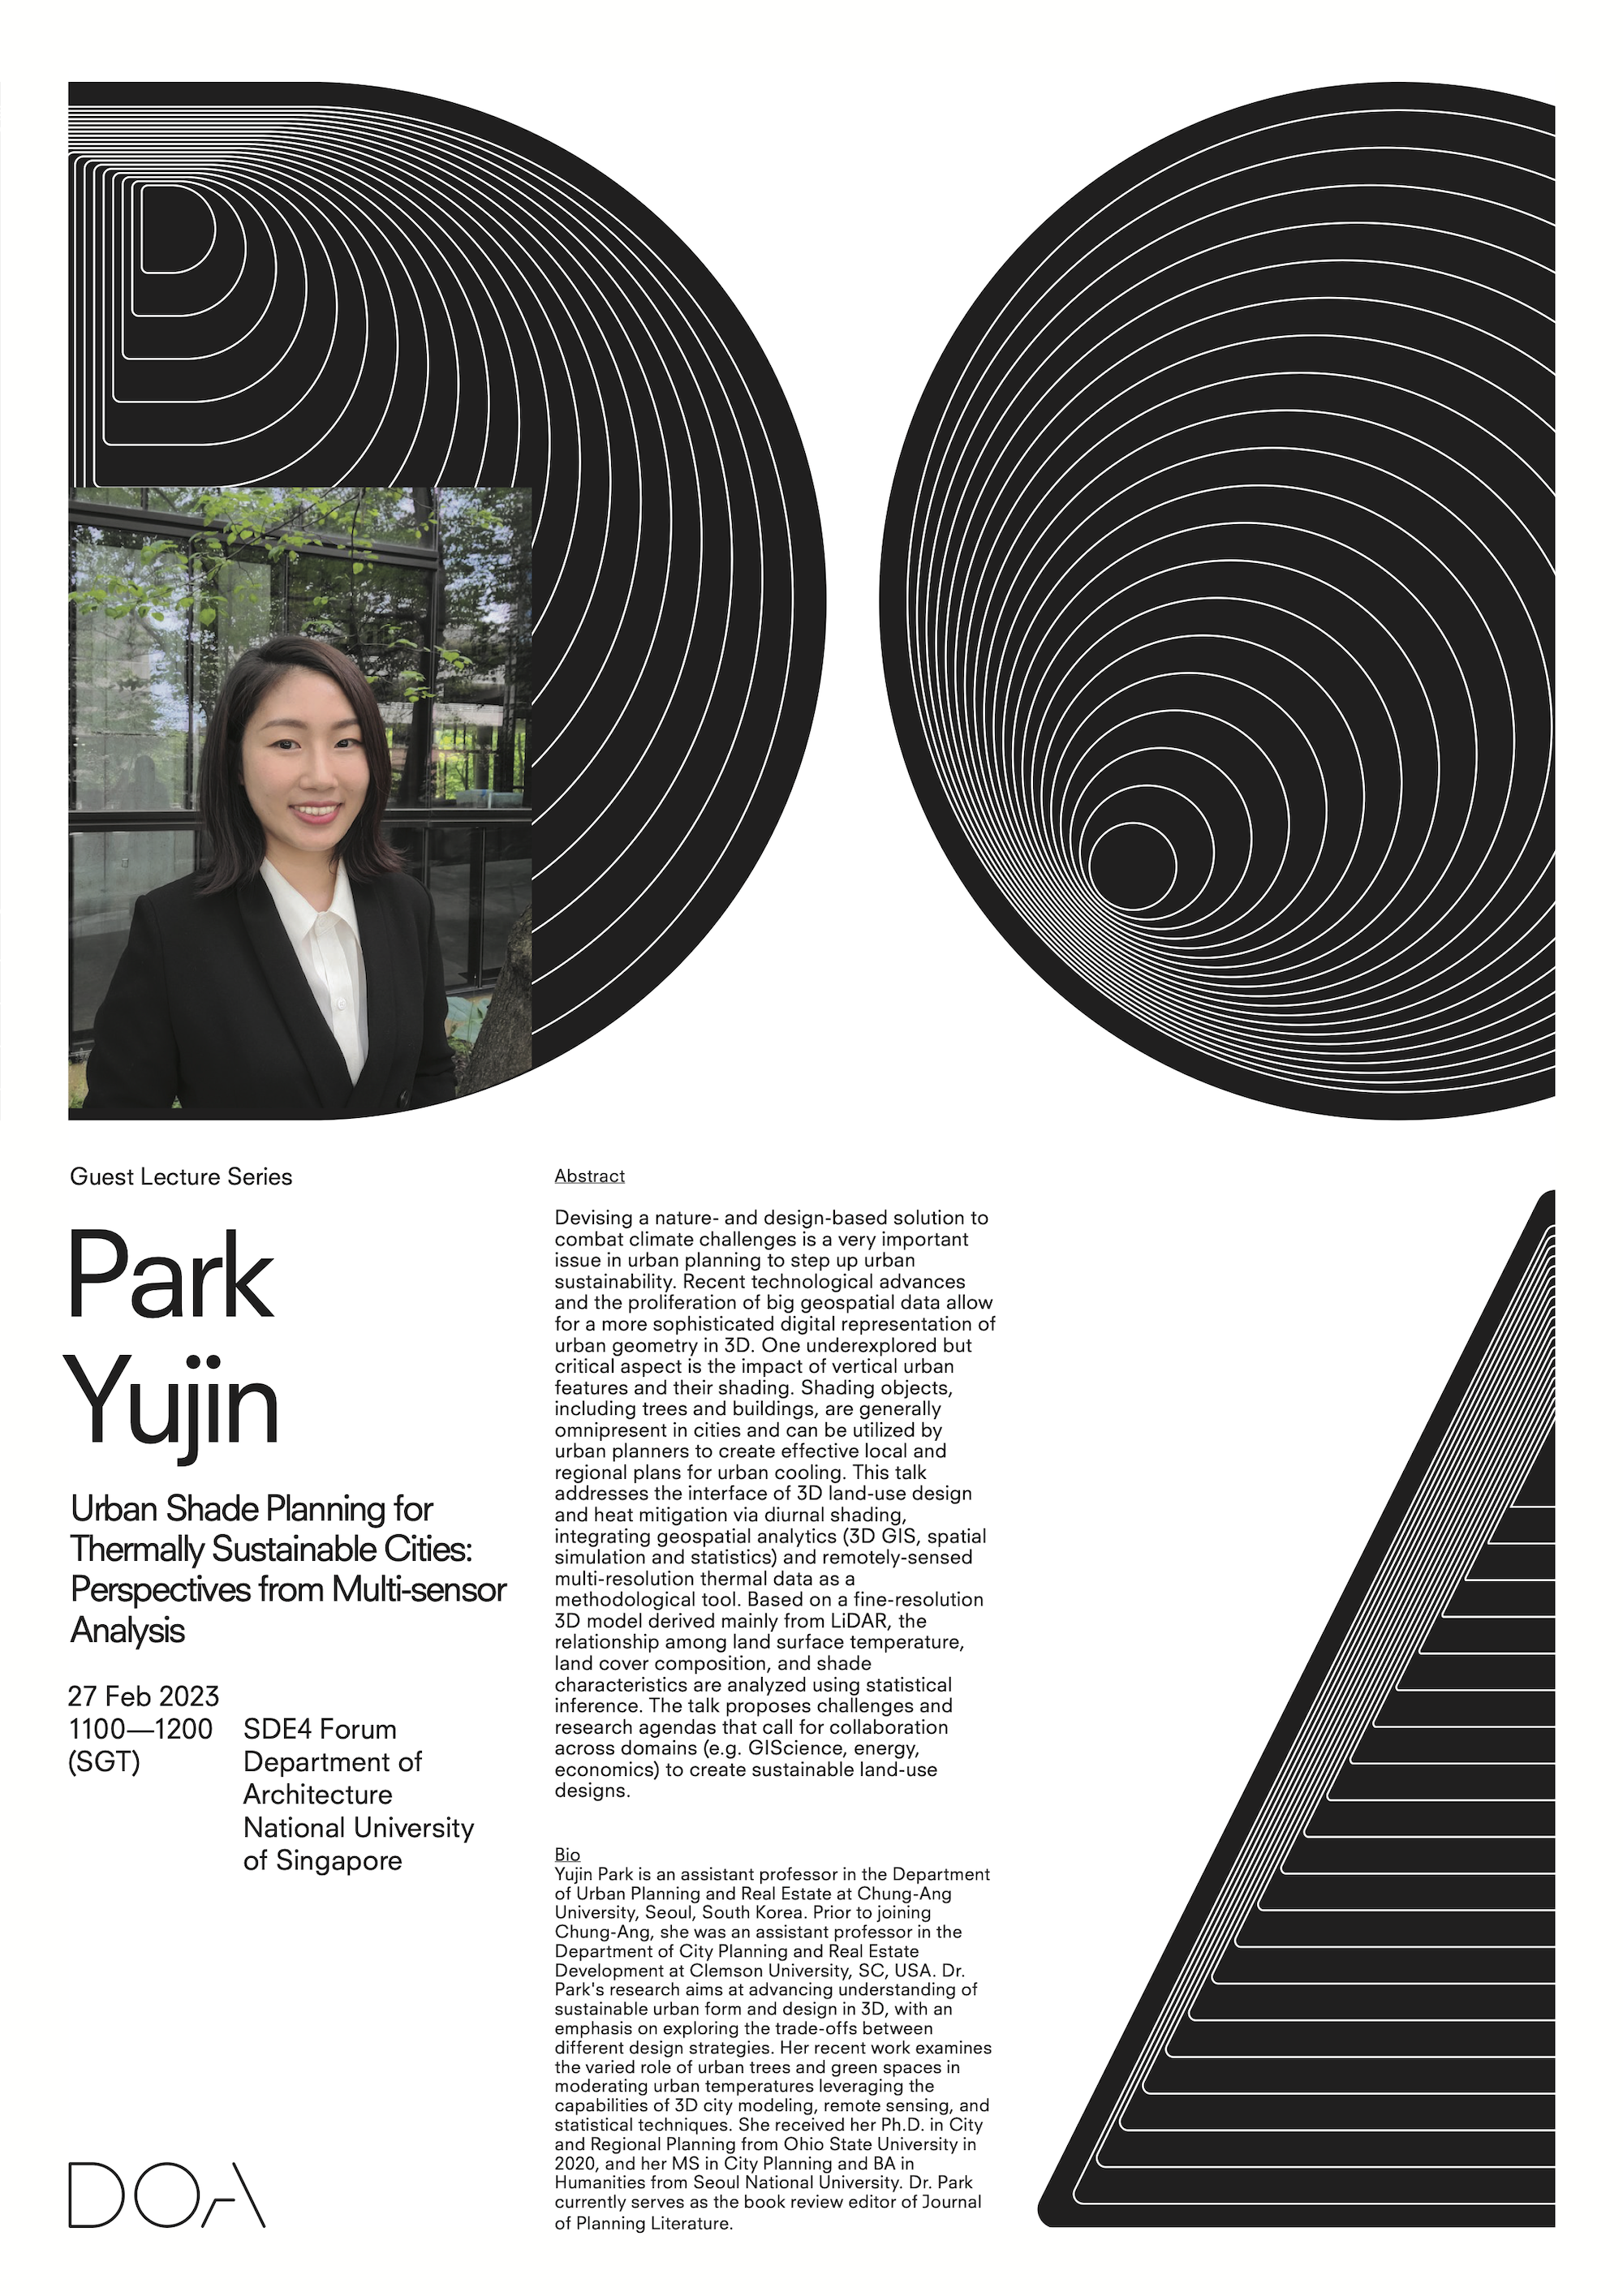 Guest Lecture Series
Park
Yujin
Urban Shade Planning for
Thermally Sustainable Cities:
Perspectives from Multi-sensor
Analysis
27 Feb 2023
1100—1200
(SGT)
SDE4 Forum
Department of
Architecture
National University
of Singapore
DOA
Abstract
Devising a nature- and design-based solution to
combat climate challenges is a very important
issue in urban planning to step up urban
sustainability. Recent technological advances
and the proliferation of big geospatial data allow
for a more sophisticated digital representation of
urban geometry in 3D. One underexplored but
critical aspect is the impact of vertical urban
features and their shading. Shading objects,
including trees and buildings, are generally
omnipresent in cities and can be utilized by
urban planners to create effective local and
regional plans for urban cooling. This talk
addresses the interface of 3D land-use design
and heat mitigation via diurnal shading,
integrating geospatial analytics (3D GIS, spatial
simulation and statistics) and remotely-sensed
multi-resolution thermal data as a
methodological tool. Based on a fine-resolution
3D model derived mainly from LiDAR, the
relationship among land surface temperature,
land cover composition, and shade
characteristics are analyzed using statistical
inference. The talk proposes challenges and
research agendas that call for collaboration
across domains (e.g. GIScience, energy,
economics) to create sustainable land-use
designs.
Bio
Yujin Park is an assistant professor in the Department
of Urban Planning and Real Estate at Chung-Ang
University, Seoul, South Korea. Prior to joining
Chung-Ang, she was an assistant professor in the
Department of City Planning and Real Estate
Development at Clemson University, SC, USA. Dr.
Park's research aims at advancing understanding of
sustainable urban form and design in 3D, with an
emphasis on exploring the trade-offs between
different design strategies. Her recent work examines
the varied role of urban trees and green spaces in
moderating urban temperatures leveraging the
capabilities of 3D city modeling, remote sensing, and
statistical techniques. She received her Ph.D. in City
and Regional Planning from Ohio State University in
2020, and her MS in City Planning and BA in
Humanities from Seoul National University. Dr. Park
currently serves as the book review editor of Journal
of Planning Literature.